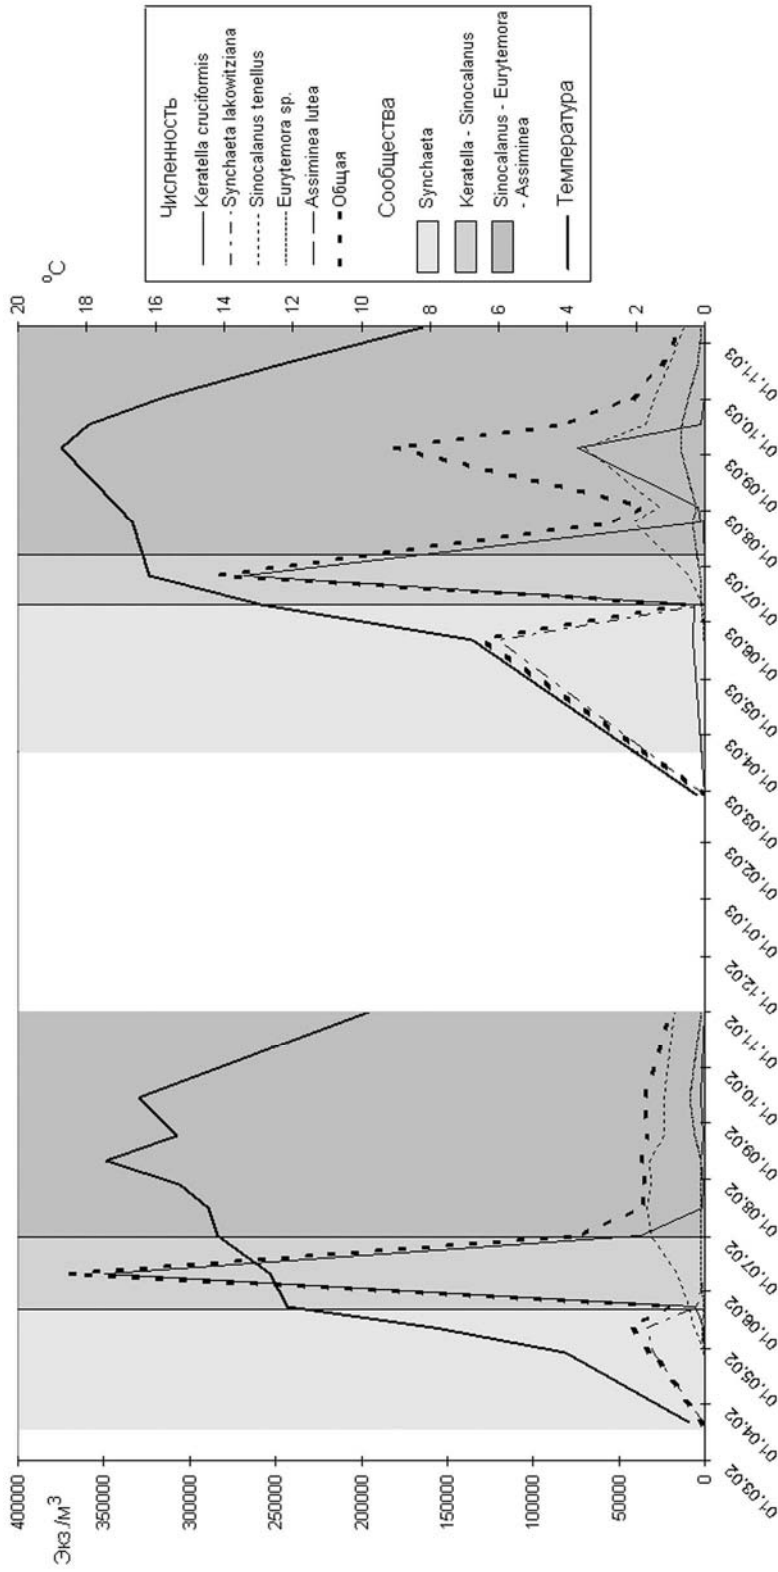 Экз./м³
400000
350000
300000
250000
200000
150000
100000
50000
0
01.03.02
01.04.02
01.05.02
01.06.02
01.07.02
01.08.02
01.09.02
01.10.02
01.11.02
01.12.02
01.01.03
01.02.03
01.03.03
01.04.03
01.05.03
01.06.03
01.07.03
01.08.03
01.09.03
01.10.03
01.11.03
⁰C
20
18
16
14
12
10
8
6
4
2
0
Численность
Keratella cruciformis
Synchaeta lakowitziana
Sinocalanus tenellus
Eurytemora sp.
Assiminea lutea
Общая
Сообщества
Synchaeta
Keratella - Sinocalanus
Sinocalanus - Eurytemora
- Assiminea
Температура